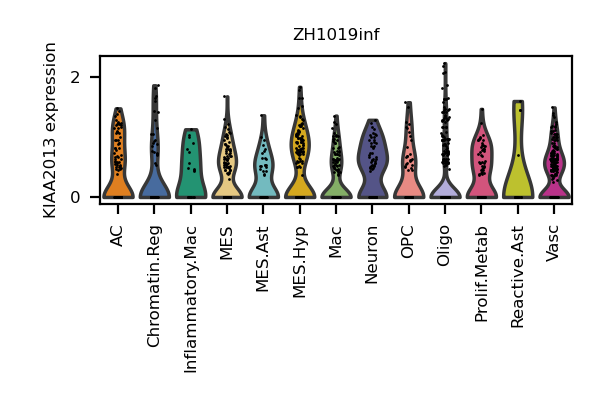 ZH1019inf
KIAA2013 expression
2
0
AC
Chromatin.Reg
Inflammatory.Mac
MES
MES.Ast
MES.Hyp
Mac
Neuron
OPC
Oligo
Prolif.Metab
Reactive.Ast
Vasc